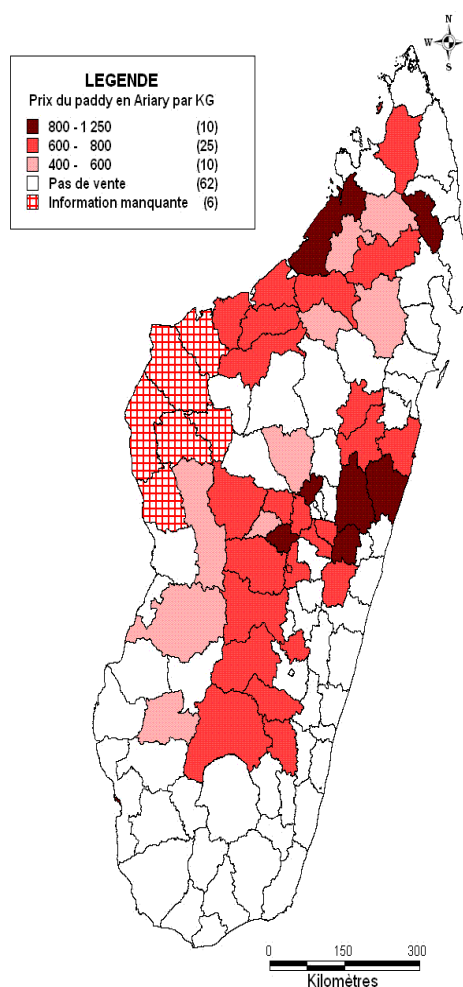 N
W E
S
LEGENDE
Prix du paddy en Ariary par KG
800 - 1 250 (10)
600 - 800 (25)
400 - 600 (10)
Pas de vente (62)
Information manquante (6)
0 150 300
Kilomètres